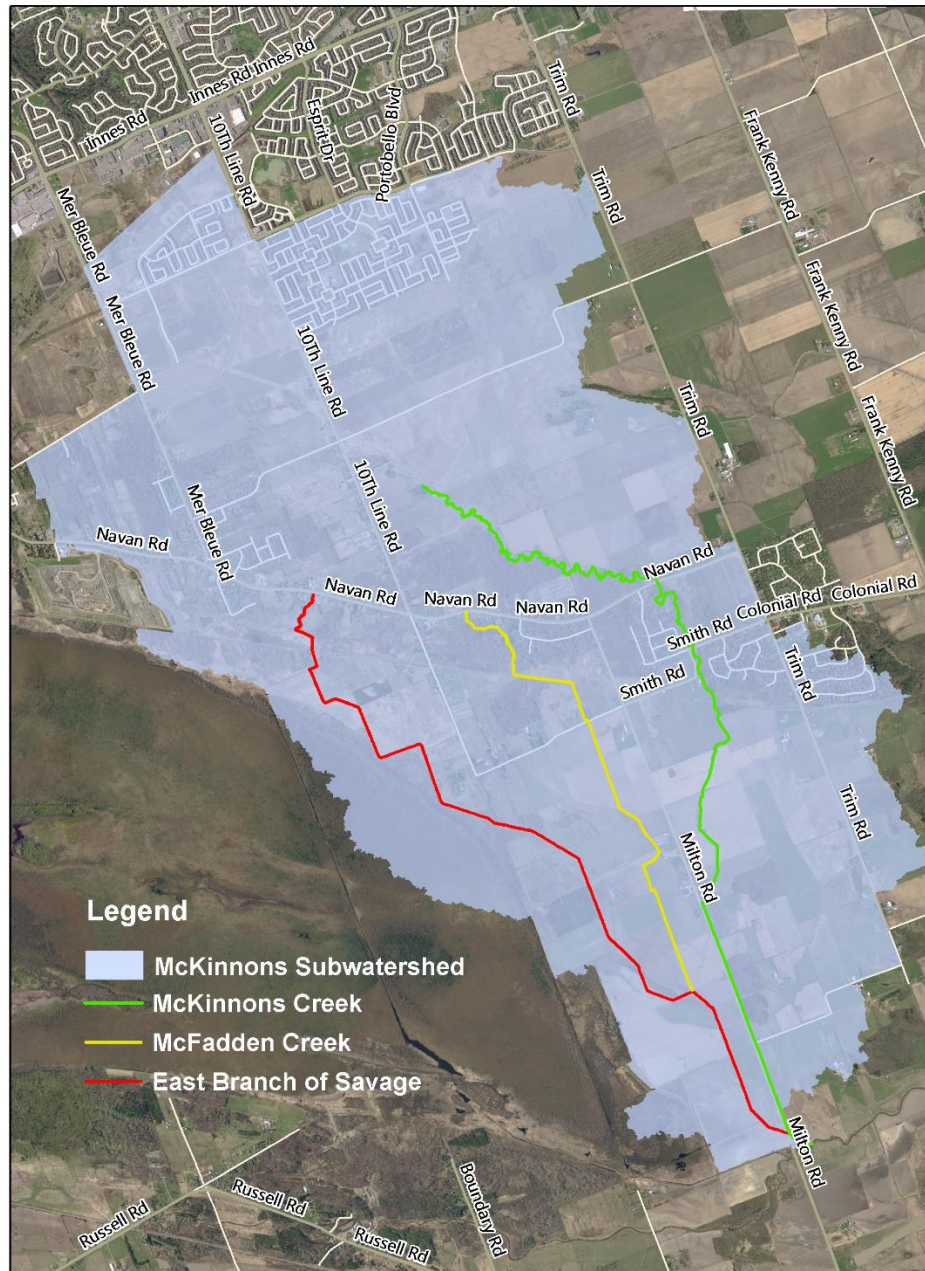 Innes Rd
Innes Rd
Innes Rd
10Th Line Rd
Esprit Dr
Portobello Blvd
Trim Rd
Frank Kenny Rd
Mer Bleue Rd
Trim Rd
Frank Kenny Rd
Mer Bleue Rd
10Th Line Rd
Trim Rd
Frank Kenny Rd
10Th Line Rd
Mer Bleue Rd
Navan Rd
Navan Rd
Navan Rd
Navan Rd
Navan Rd
Colonial Rd
Colonial Rd
Smith Rd
Smith Rd
Trim Rd
Trim Rd
Milton Rd
Legend
McKinnons Subwatershed
McKinnons Creek
McFadden Creek
East Branch of Savage
Milton Rd
Boundary Rd
Russell Rd
Russell Rd
Russell Rd